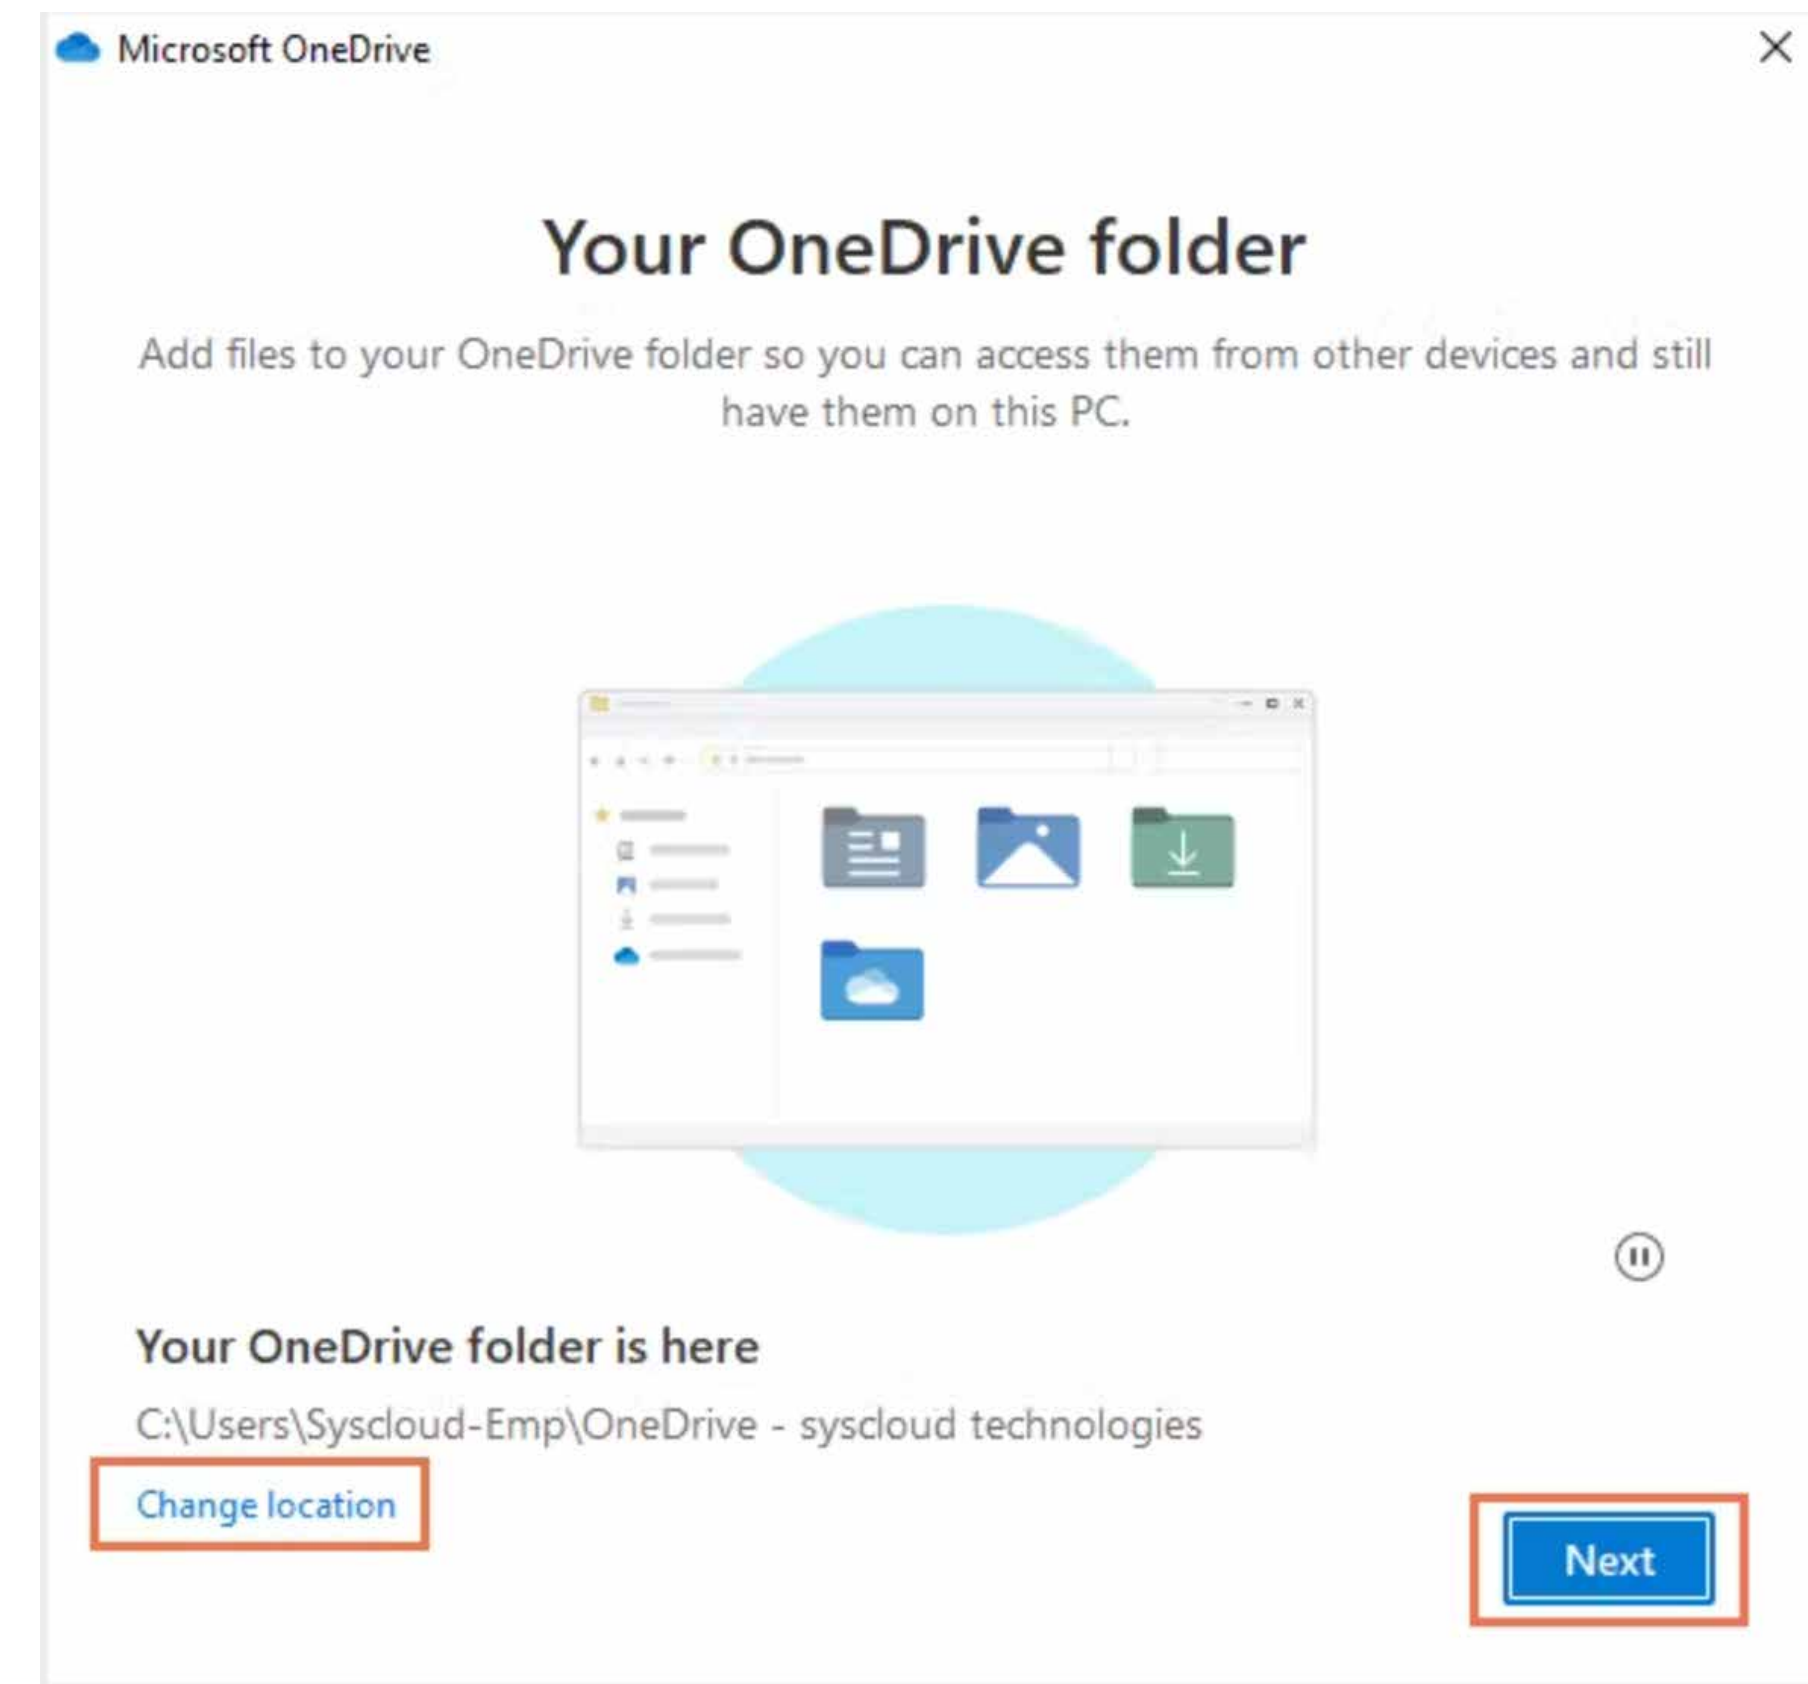 Microsoft OneDrive
Your OneDrive folder
Add files to your OneDrive folder so you can access them from other devices and still
have them on this PC.
Your OneDrive folder is here
C:\Users\Syscloud-Emp\OneDrive - syscloud technologies
Change location
Next